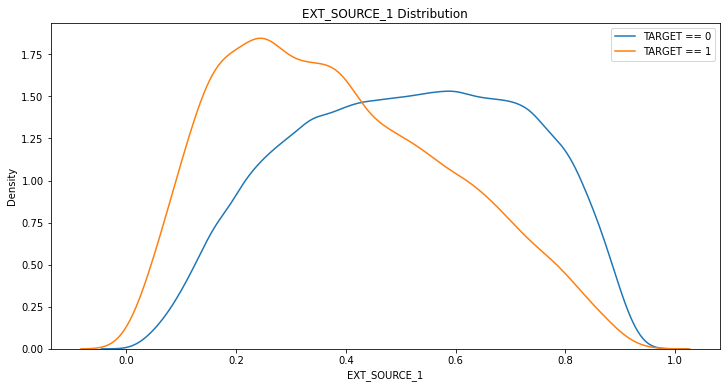 EXT_SOURCE_1 Distribution
TARGET == 0
TARGET == 1
Density
1.75
1.50
1.25
1.00
0.75
0.50
0.25
0.00
0.0 0.2 0.4 0.6 0.8 1.0
EXT_SOURCE_1